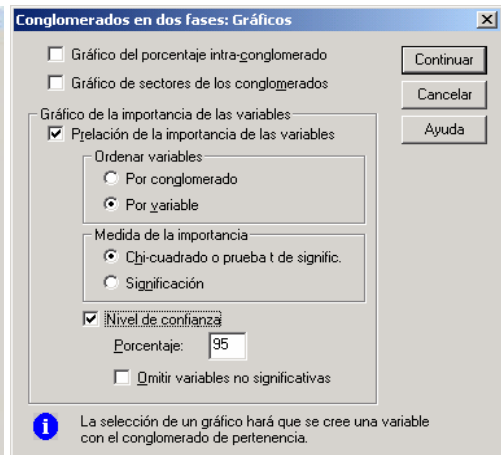 Conglomerados en dos fases: Gráficos
Gráfico del porcentaje intra-conglomerado
Gráfico de sectores de los conglomerados
Continuar
Cancelar
Ayuda
Gráfico de la importancia de las variables
Prelación de la importancia de las variables
Ordenar variables
Por conglomerado
Por variable
Medida de la importancia
Chi-cuadrado o prueba t de signific.
Significación
Nivel de confianza
Porcentaje: 95
Omitir variables no significativas
La selección de un gráfico hará que se cree una variable
con el conglomerado de pertenencia.